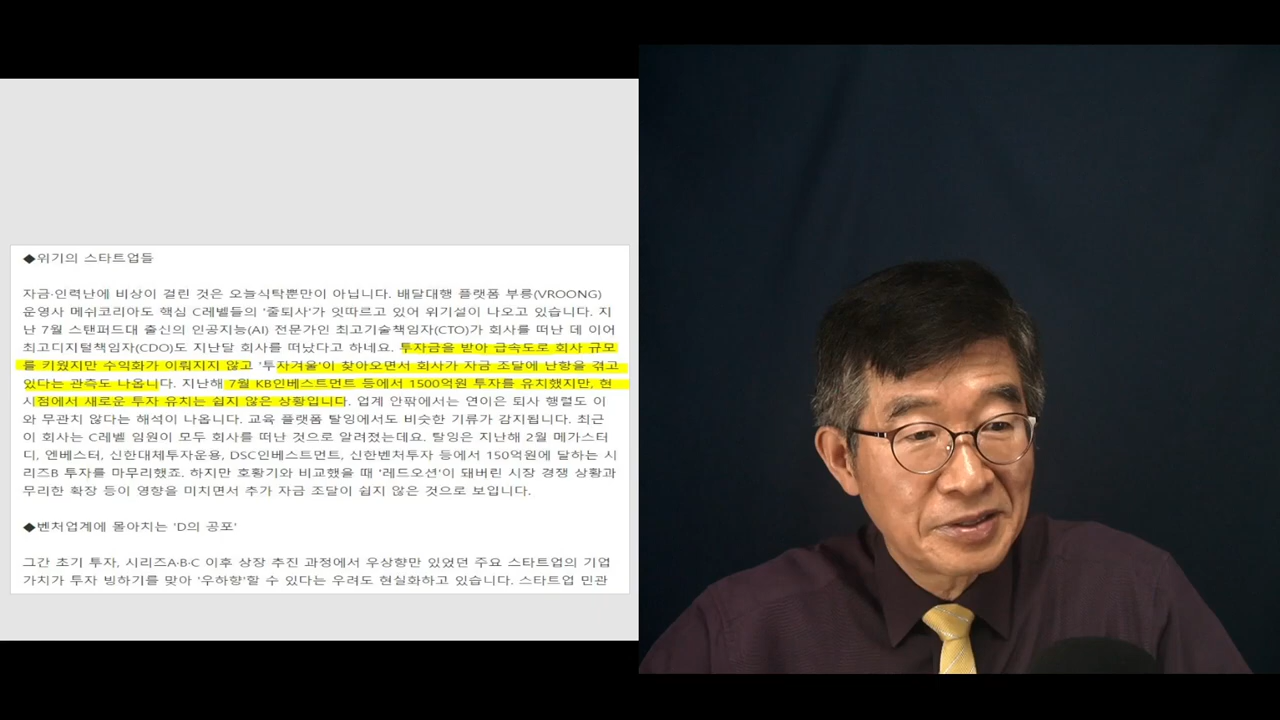 ◆위기의 스타트업들
자금·인력난에 비상이 걸린 것은 오늘식탁뿐만이 아닙니다. 배달대행 플랫폼 부릉(VROONG)
운영사 메쉬코리아도 핵심 C레벨들의 '줄퇴사'가 잇따르고 있어 위기설이 나오고 있습니다. 지
난 7월 스탠퍼드대 출신의 인공지능(AI) 전문가인 최고기술책임자(CTO)가 회사를 떠난 데 이어
최고디지털책임자(CDO)도 지난달 회사를 떠났다고 하네요. 투자금을 받아 급속도로 회사 규모
를 키웠지만 수익화가 이뤄지지 않고 '투자겨울'이 찾아오면서 회사가 자금 조달에 난항을 겪고
있다는 관측도 나옵니다. 지난해 7월 KB인베스트먼트 등에서 1500억원 투자를 유치했지만, 현
시점에서 새로운 투자 유치는 쉽지 않은 상황입니다. 업계 안팎에서는 연이은 퇴사 행렬도 이
와 무관치 않다는 해석이 나옵니다. 교육 플랫폼 탈잉에서도 비슷한 기류가 감지됩니다. 최근
이 회사는 C레벨 임원이 모두 회사를 떠난 것으로 알려졌는데요. 탈잉은 지난해 2월 메가스터
디, 엔베스터, 신한대체투자운용, DSC인베스트먼트, 신한벤처투자 등에서 150억원에 달하는 시
리즈B 투자를 마무리했죠. 하지만 호황기와 비교했을 때 '레드오션'이 돼버린 시장 경쟁 상황과
무리한 확장 등이 영향을 미치면서 추가 자금 조달이 쉽지 않은 것으로 보입니다.
◆벤처업계에 몰아치는 'D의 공포'
그간 초기 투자, 시리즈A·B·C 이후 상장 추진 과정에서 우상향만 있었던 주요 스타트업의 기업
가치가 투자 빙하기를 맞아 '우하향'할 수 있다는 우려도 현실화하고 있습니다. 스타트업 민관